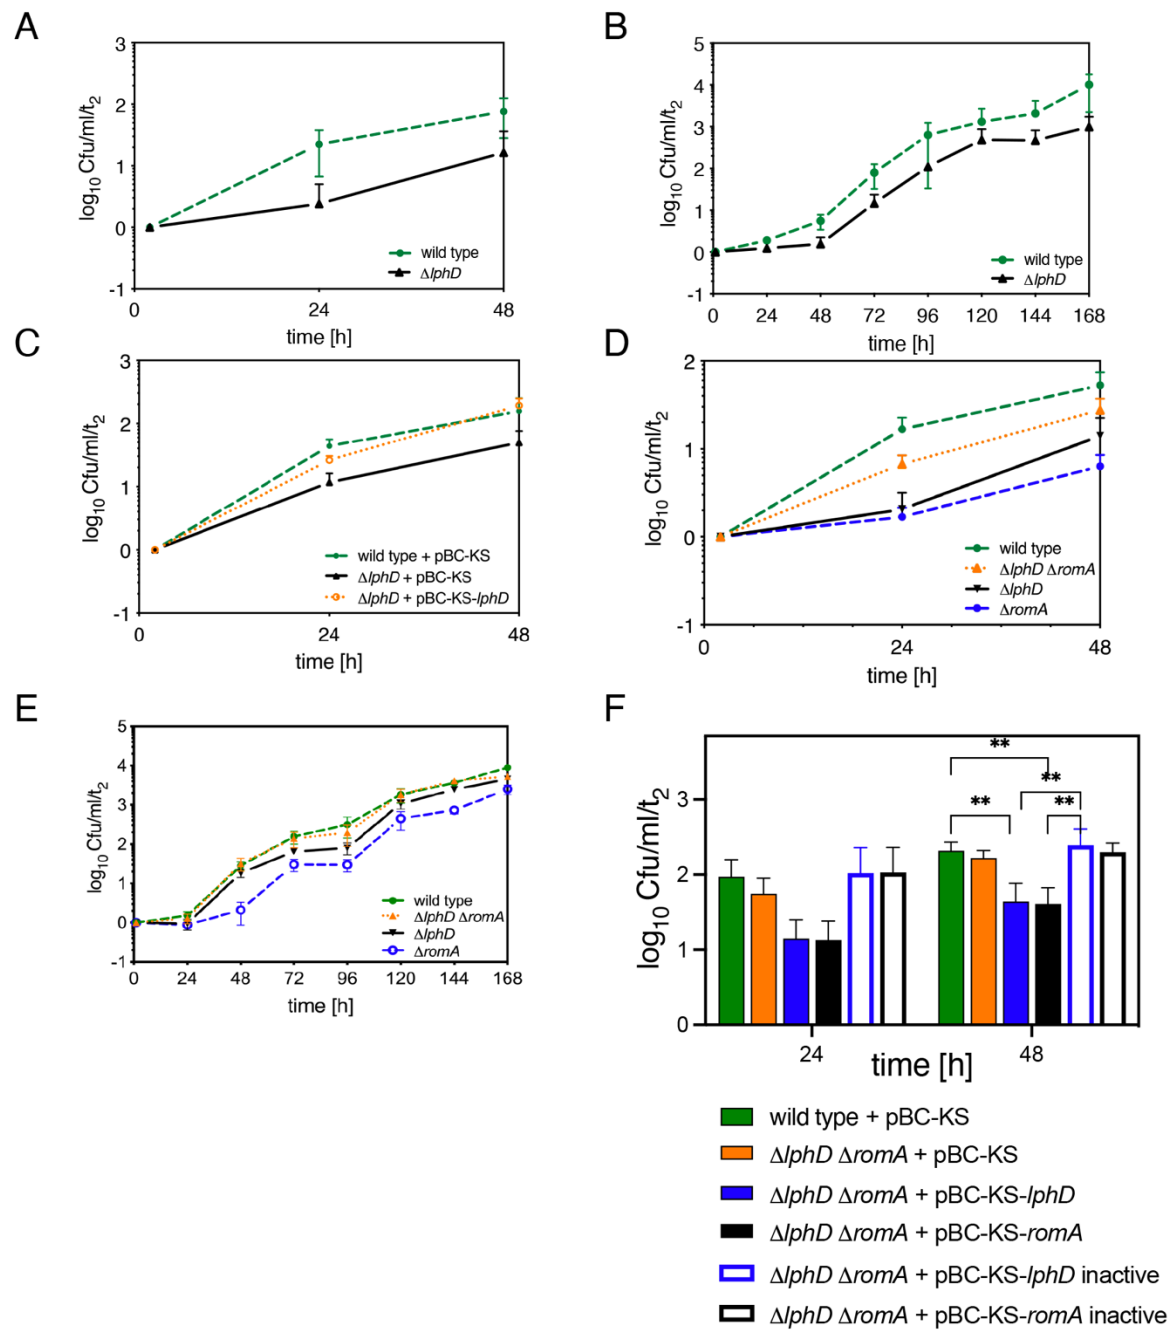 A
log10 Cfu/ml/t2
3
2
1
0
-1
0
24
48
time [h]
wild type
ΔlphD
B
log10 Cfu/ml/t2
5
4
3
2
1
0
-1
0 24 48 72 96 120 144 168
time [h]
wild type
ΔlphD
C
log10 Cfu/ml/t2
3
2
1
0
-1
0
24
48
time [h]
wild type + pBC-KS
ΔlphD + pBC-KS
ΔlphD + pBC-KS-lphD
D
log10 Cfu/ml/t2
2
1
0
-1
0
24
48
time [h]
wild type
ΔlphD ΔromA
ΔlphD
ΔromA
E
log10 Cfu/ml/t2
5
4
3
2
1
0
-1
0 24 48 72 96 120 144 168
time [h]
wild type
ΔlphD ΔromA
ΔlphD
ΔromA
F
log10 Cfu/ml/t2
3
2
1
0
**
**
**
**
24
48
time [h]
wild type + pBC-KS
ΔlphD ΔromA + pBC-KS
ΔlphD ΔromA + pBC-KS-lphD
ΔlphD ΔromA + pBC-KS-romA
ΔlphD ΔromA + pBC-KS-lphD inactive
ΔlphD ΔromA + pBC-KS-romA inactive